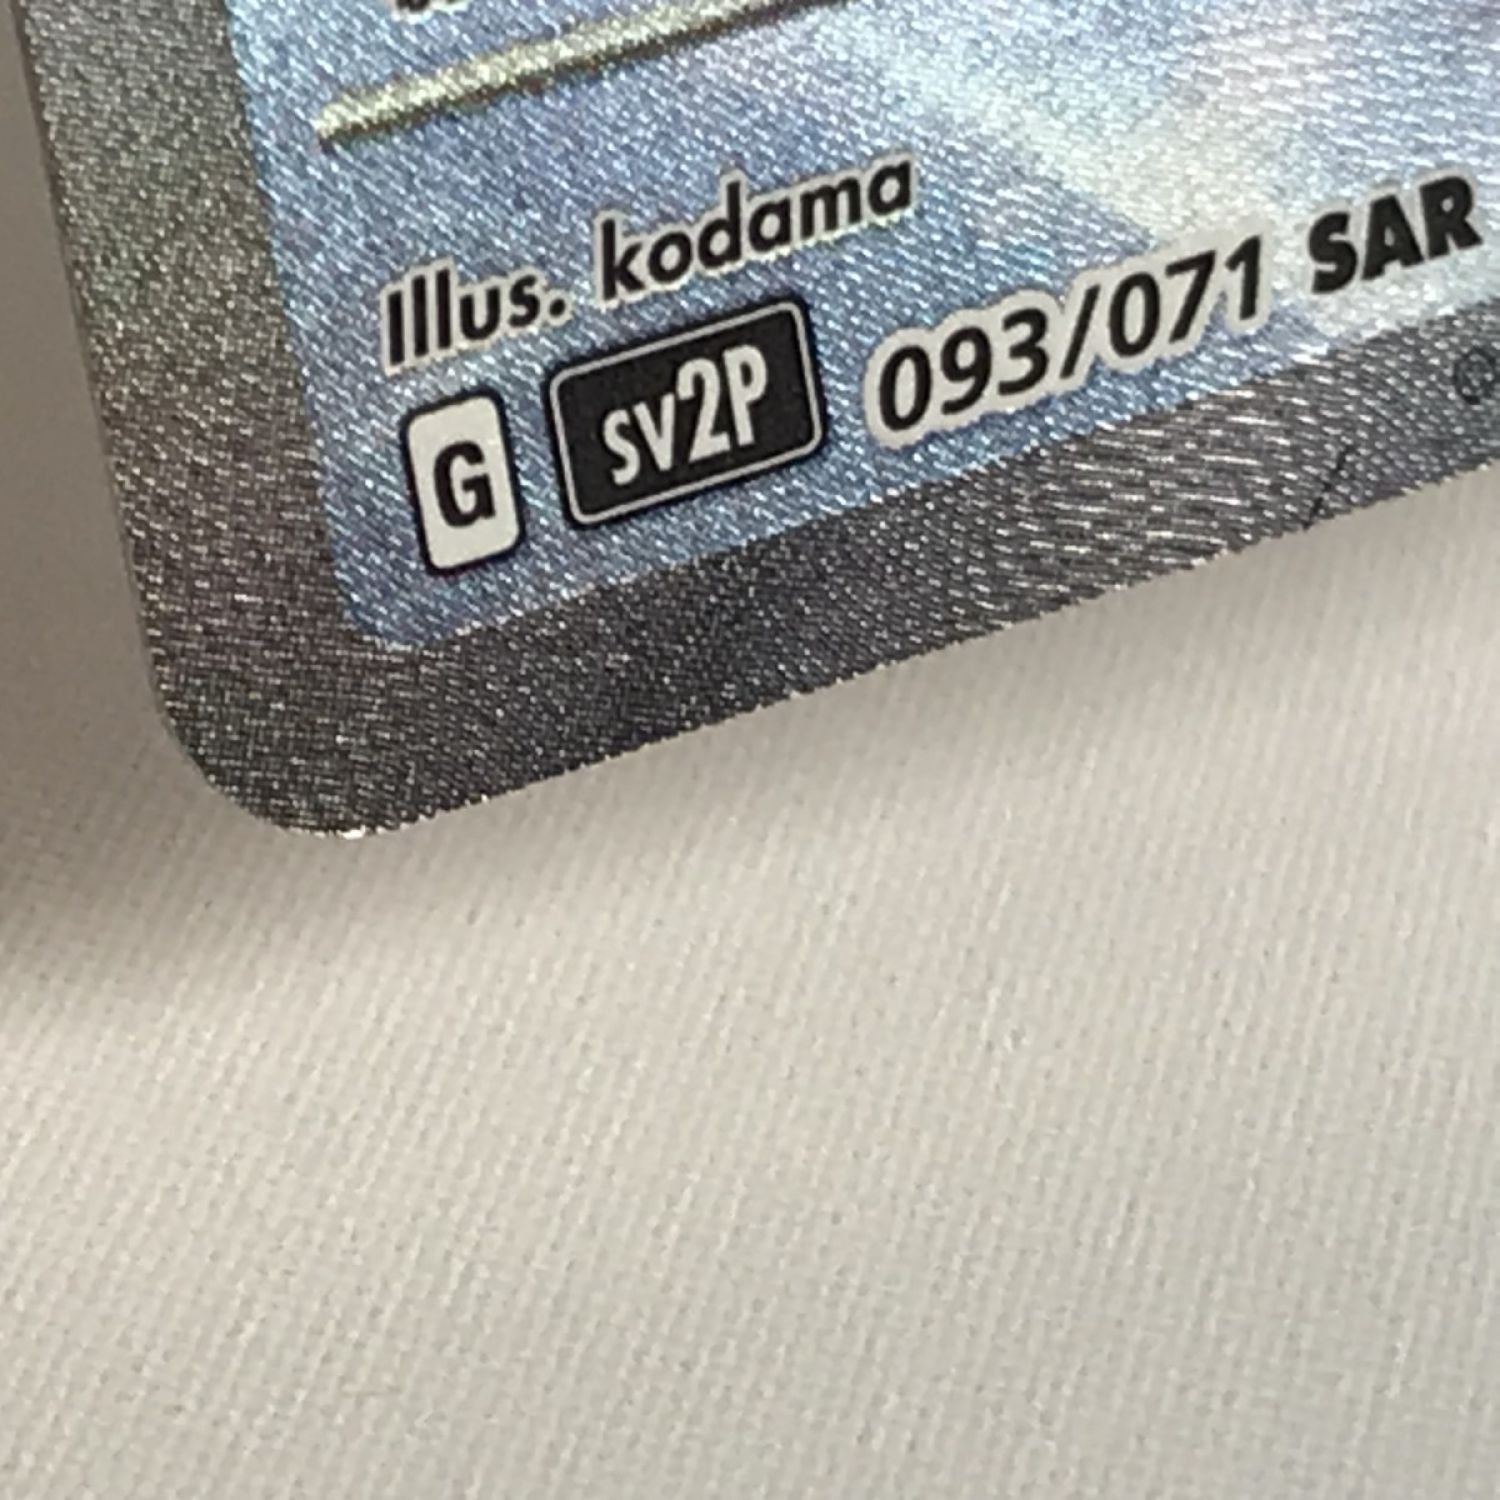 Illus. kodama
G sv2P 093/071 SAR
©